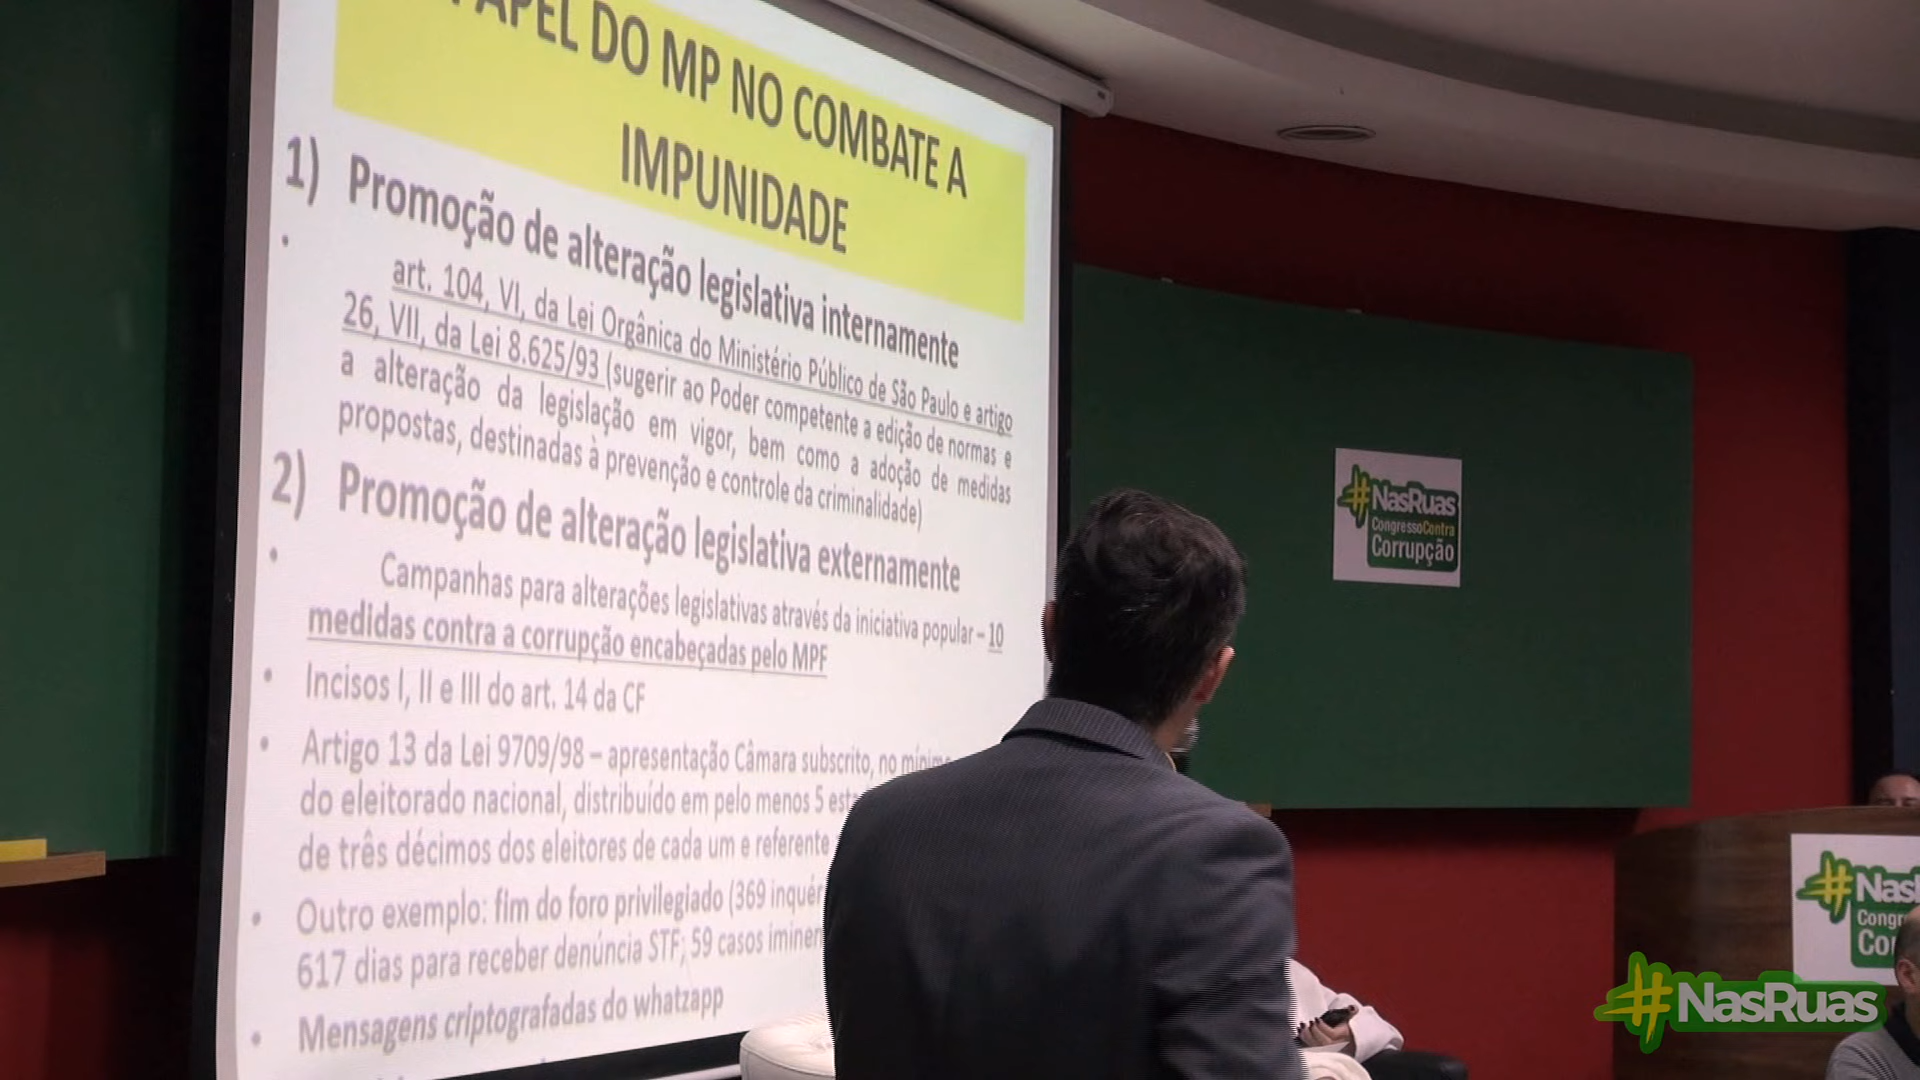 PAPEL DO MP NO COMBATE A
IMPUNIDADE
1) Promoção de alteração legislativa internamente
• art. 104, VI, da Lei Orgânica do Ministério Público de São Paulo e artigo
26, VII, da Lei 8.625/93 (sugerir ao Poder competente a edição de normas e
a alteração da legislação em vigor, bem como a adoção de medidas
propostas, destinadas à prevenção e controle da criminalidade)
2) Promoção de alteração legislativa externamente
• Campanhas para alterações legislativas através da iniciativa popular – 10
medidas contra a corrupção encabeçadas pelo MPF
• Incisos I, II e III do art. 14 da CF
• Artigo 13 da Lei 9709/98 – apresentação Câmara subscrito, no
do eleitorado nacional, distribuído em pelo menos 5
de três décimos dos eleitores de cada um e referente
• Outro exemplo: fim do foro privilegiado (369
617 dias para receber denúncia STF; 59 casos
• Mensagens criptografadas do whatzapp
#NasRuas
CongressoContra
Corrupção
#NasRuas